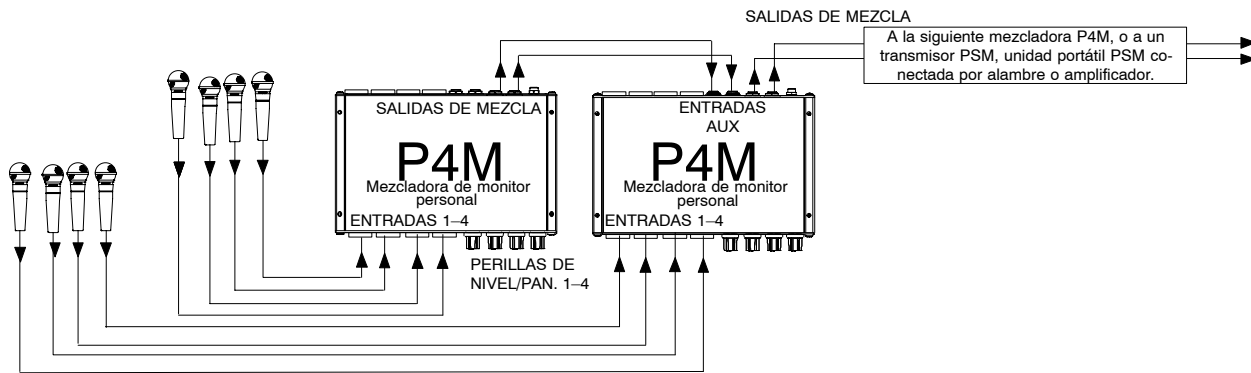 SALIDAS DE MEZCLA
A la siguiente mezcladora P4M, o a un
transmisor PSM, unidad portátil PSM co-
nectada por alambre o amplificador.
SALIDAS DE MEZCLA
P4M
Mezcladora de monitor
personal
ENTRADAS 1–4
PERILLAS DE
NIVEL/PAN. 1–4
ENTRADAS
AUX
P4M
Mezcladora de monitor
personal
ENTRADAS 1–4